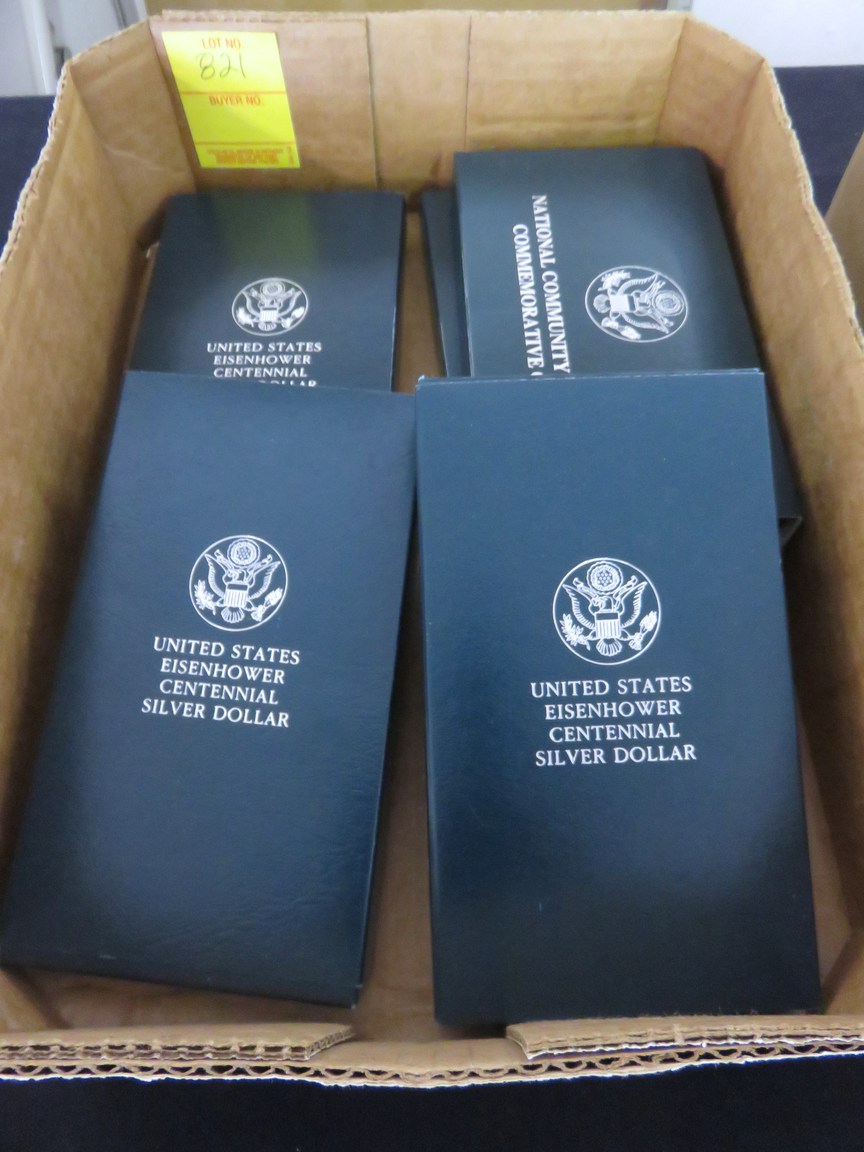 LOT NO
821
BUYER NO.
UNITED STATES
EISENHOWER
CENTENNIAL
DOLLAR
NATIONAL COMMUNITY
COMMEMORATIVE
UNITED STATES
EISENHOWER
CENTENNIAL
SILVER DOLLAR
UNITED STATES
EISENHOWER
CENTENNIAL
SILVER DOLLAR